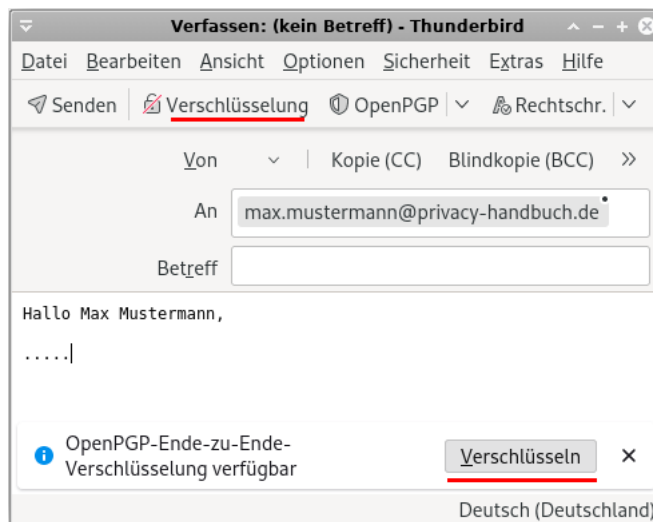 Verfassen: (kein Betreff) - Thunderbird
Datei Bearbeiten Ansicht Optionen Sicherheit Extras Hilfe
Senden Verschlüsselung OpenPGP Rechtschr.
Von Kopie (CC) Blindkopie (BCC) »
An max.mustermann@privacy-handbuch.de
Betreff
Hallo Max Mustermann,
.....
OpenPGP-Ende-zu-Ende-
Verschlüsselung verfügbar
Verschlüsseln
Deutsch (Deutschland)